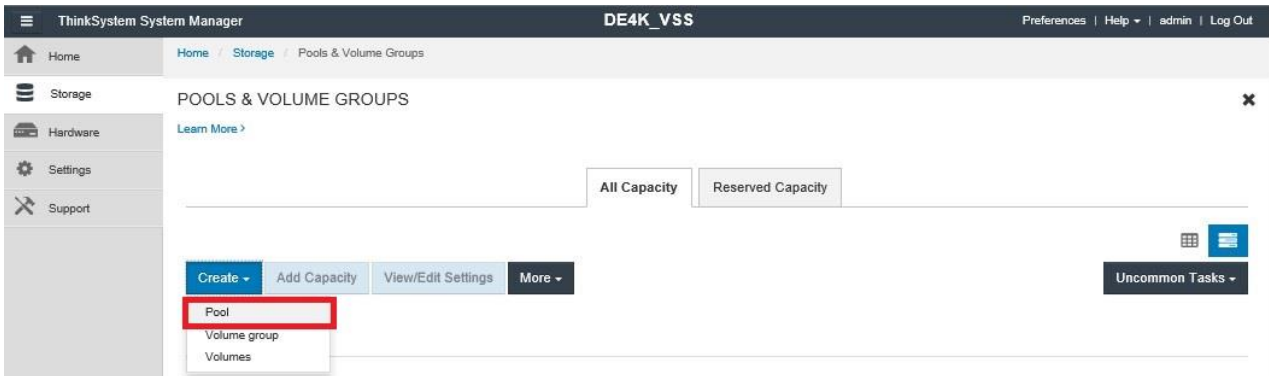 ThinkSystem System Manager DE4K_VSS Preferences | Help | admin | Log Out
Home
Home / Storage / Pools & Volume Groups
Storage
POOLS & VOLUME GROUPS
Hardware
Learn More >
Settings
All Capacity Reserved Capacity
Support
Create Add Capacity View/Edit Settings More Uncommon Tasks
Pool
Volume group
Volumes